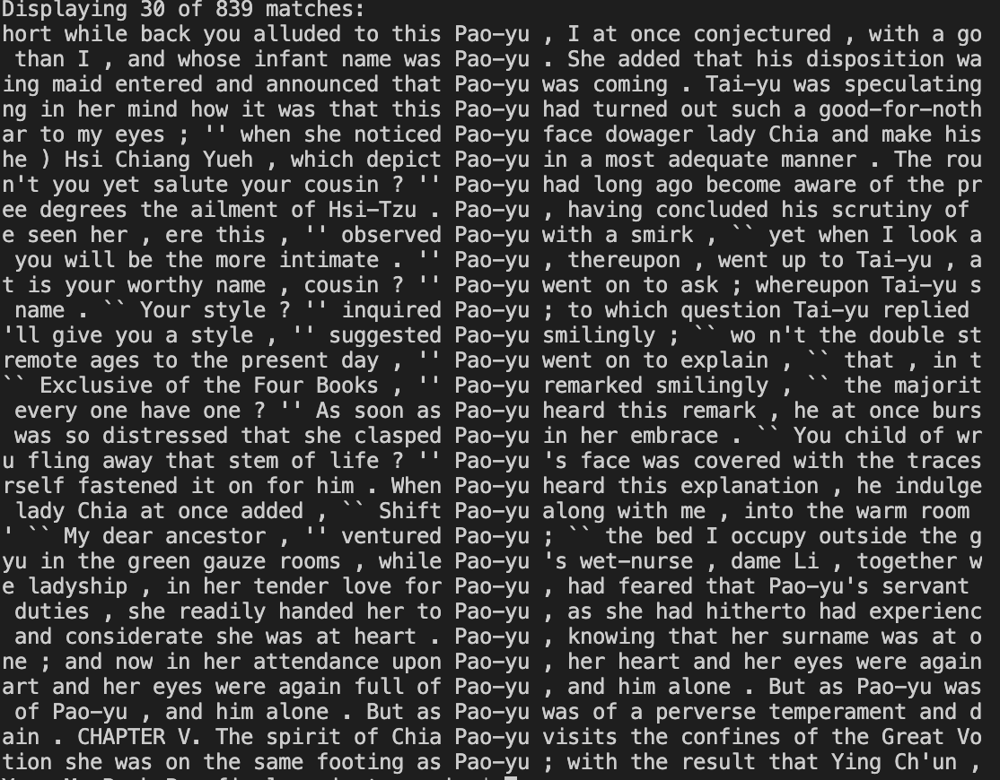 Displaying 30 of 839 matches:
hort while back you alluded to this Pao-yu , I at once conjectured , with a go
 than I , and whose infant name was Pao-yu . She added that his disposition wa
ing maid entered and announced that Pao-yu was coming . Tai-yu was speculating
ng in her mind how it was that this Pao-yu had turned out such a good-for-noth
ar to my eyes ; '' when she noticed Pao-yu face dowager lady Chia and make his
he ) Hsi Chiang Yueh , which depict Pao-yu in a most adequate manner . The rou
n't you yet salute your cousin ? '' Pao-yu had long ago become aware of the pr
ee degrees the ailment of Hsi-Tzu . Pao-yu , having concluded his scrutiny of
e seen her , ere this , '' observed Pao-yu with a smirk , `` yet when I look a
 you will be the more intimate . '' Pao-yu , thereupon , went up to Tai-yu , a
t is your worthy name , cousin ? '' Pao-yu went on to ask ; whereupon Tai-yu s
 name . `` Your style ? '' inquired Pao-yu ; to which question Tai-yu replied
'll give you a style , '' suggested Pao-yu smilingly ; `` wo n't the double st
remote ages to the present day , '' Pao-yu went on to explain , `` that , in t
`` Exclusive of the Four Books , '' Pao-yu remarked smilingly , `` the majorit
 every one have one ? '' As soon as Pao-yu heard this remark , he at once burs
 was so distressed that she clasped Pao-yu in her embrace . `` You child of wr
u fling away that stem of life ? '' Pao-yu 's face was covered with the traces
rself fastened it on for him . When Pao-yu heard this explanation , he indulge
 lady Chia at once added , `` Shift Pao-yu along with me , into the warm room
' `` My dear ancestor , '' ventured Pao-yu ; `` the bed I occupy outside the g
yu in the green gauze rooms , while Pao-yu 's wet-nurse , dame Li , together w
e ladyship , in her tender love for Pao-yu , had feared that Pao-yu's servant
 duties , she readily handed her to Pao-yu , as she had hitherto had experienc
 and considerate she was at heart . Pao-yu , knowing that her surname was at o
ne ; and now in her attendance upon Pao-yu , her heart and her eyes were again
art and her eyes were again full of Pao-yu , and him alone . But as Pao-yu was
 of Pao-yu , and him alone . But as Pao-yu was of a perverse temperament and d
ain . CHAPTER V. The spirit of Chia Pao-yu visits the confines of the Great Vo
tion she was on the same footing as Pao-yu ; with the result that Ying Ch'un ,